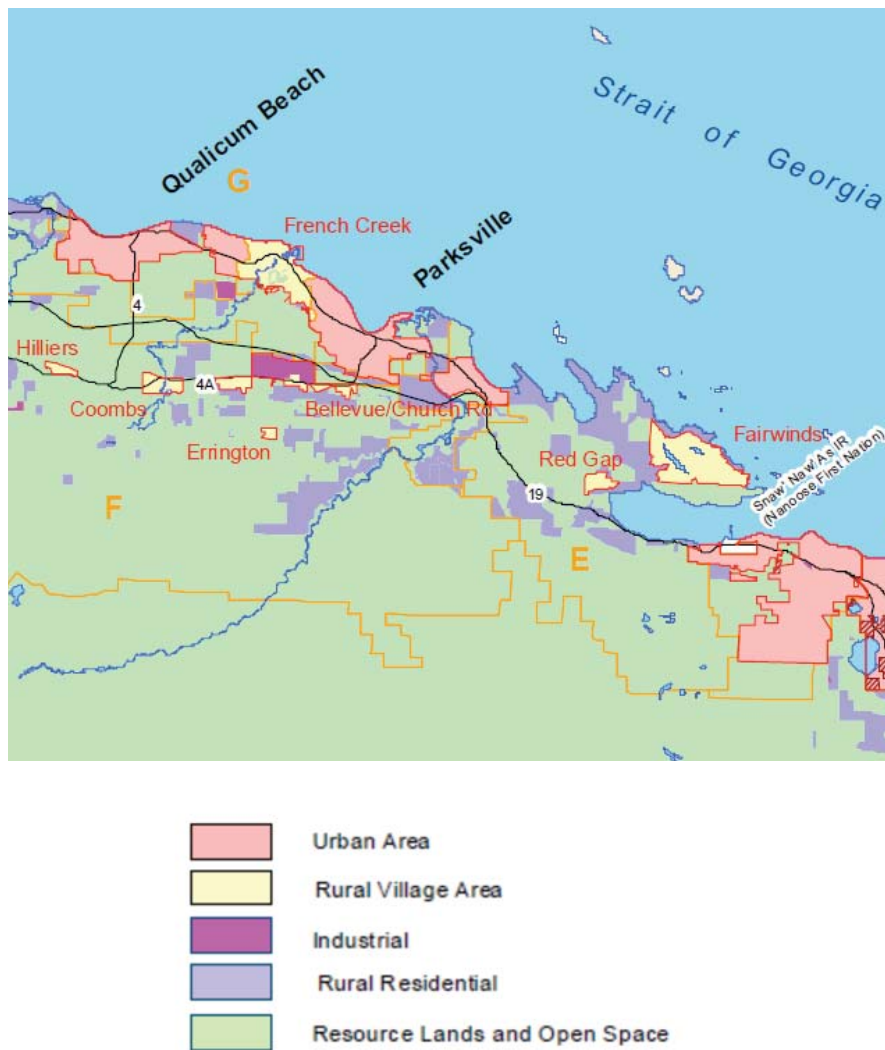 Qualicum Beach
Strait of Georgia
G
French Creek
Parksville
4
Hilliers
4A
Coombs
Bellevue/Church Rd
Errington
Fairwinds
Red Gap
Snaw' Naw' As IR
(Nanoose First Nation)
19
F
E
Urban Area
Rural Village Area
Industrial
Rural Residential
Resource Lands and Open Space